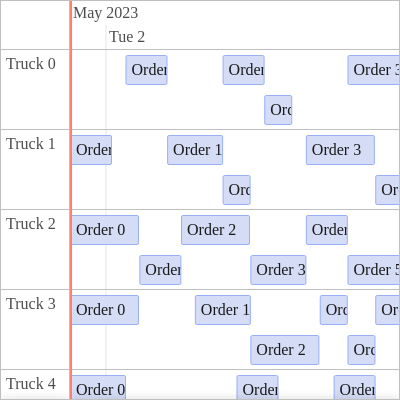 May 2023
Tue 2
Truck 0
Order
Order
Order 3
Orc
Truck 1
Order
Order 1
Order 3
Orc
Or
Truck 2
Order 0
Order 2
Order
Order
Order 3
Order 5
Truck 3
Order 0
Order 1
Orc
Or
Order 2
Orc
Truck 4
Order 0
Order
Order